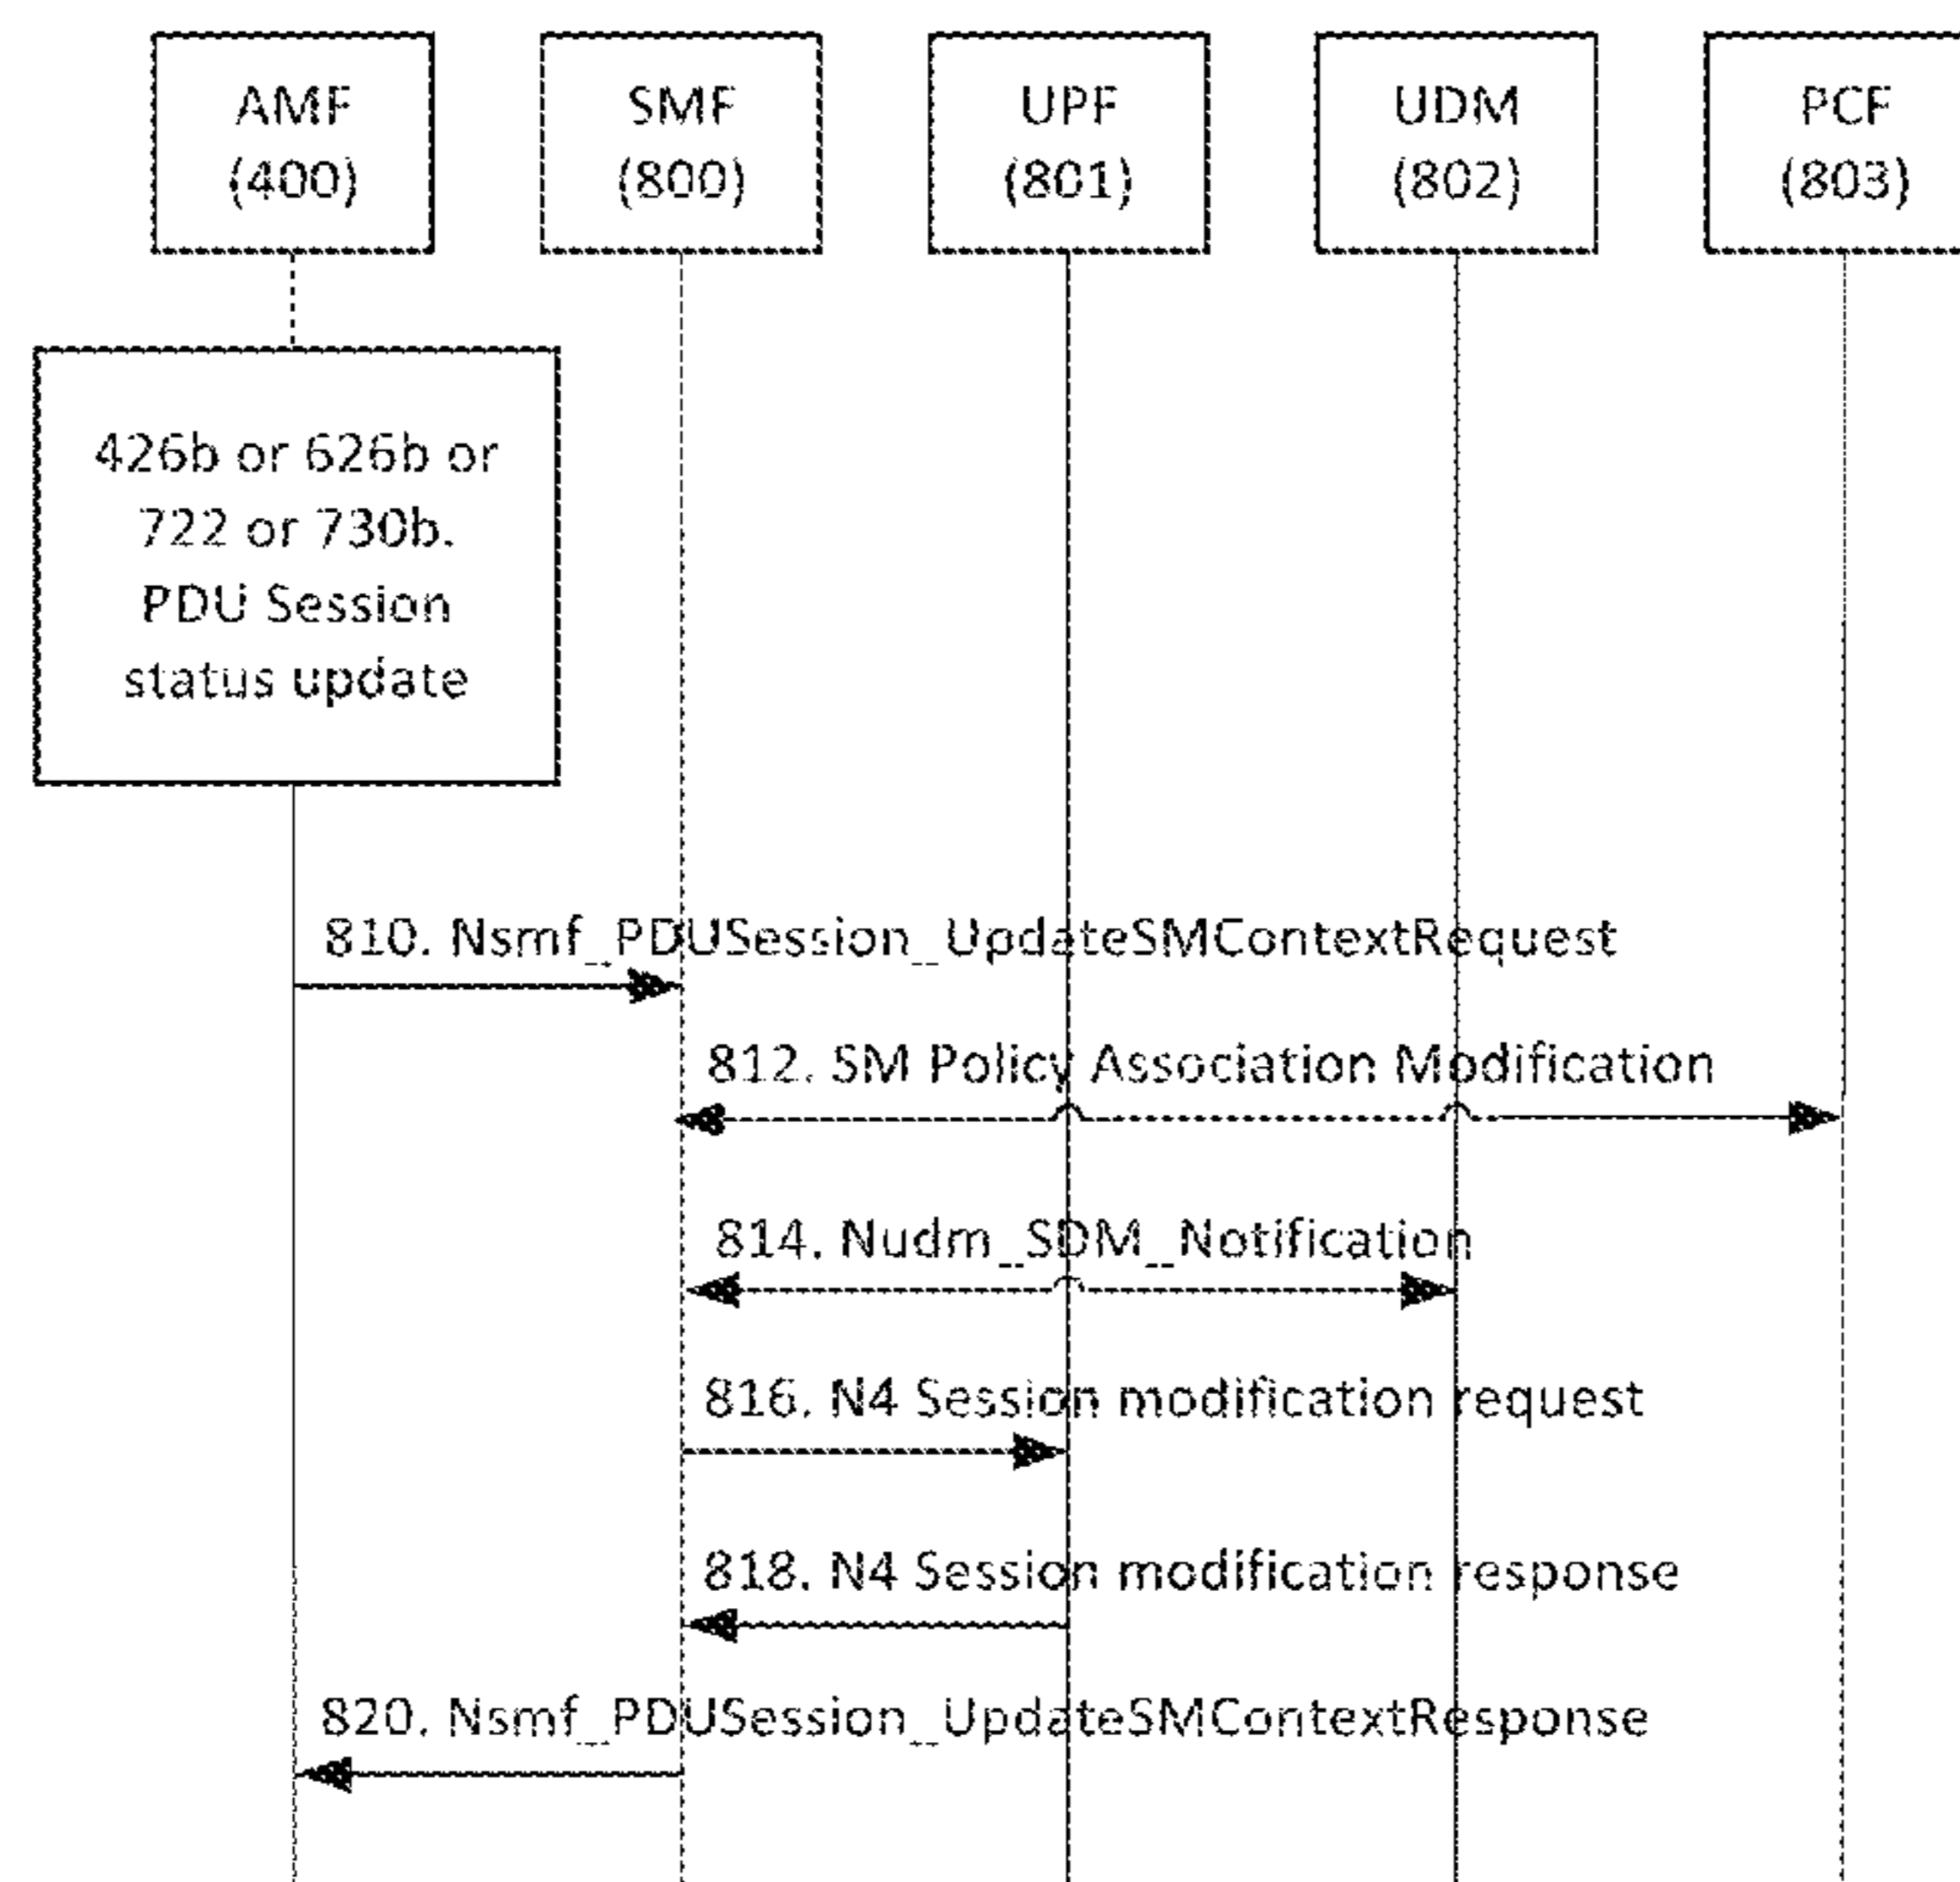 AMF
(400)
SMF
(800)
UPF
(801)
UDM
(802)
PCF
(803)
426b or 626b or
722 or 730b.
PDU Session
status update
810. Nsmf_PDUSession_UpdateSMContextRequest
812. SM Policy Association Modification
814. Nudm_SDM_Notification
816. N4 Session modification request
818. N4 Session modification response
820. Nsmf_PDUSession_UpdateSMContextResponse